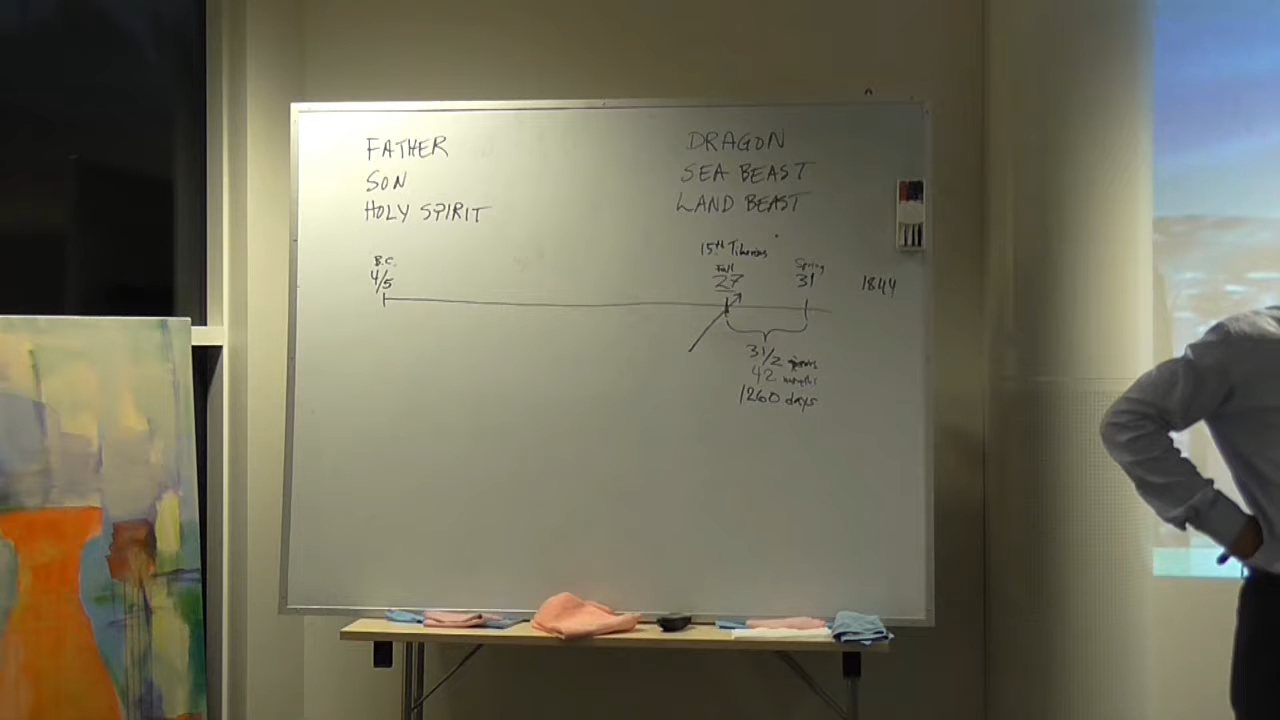 FATHER
SON
HOLY SPIRIT
DRAGON
SEA BEAST
LAND BEAST
B.C.
4/5
15th Tiberius
Fall
27
Spring
31
1844
3 1/2 years
42 months
1260 days